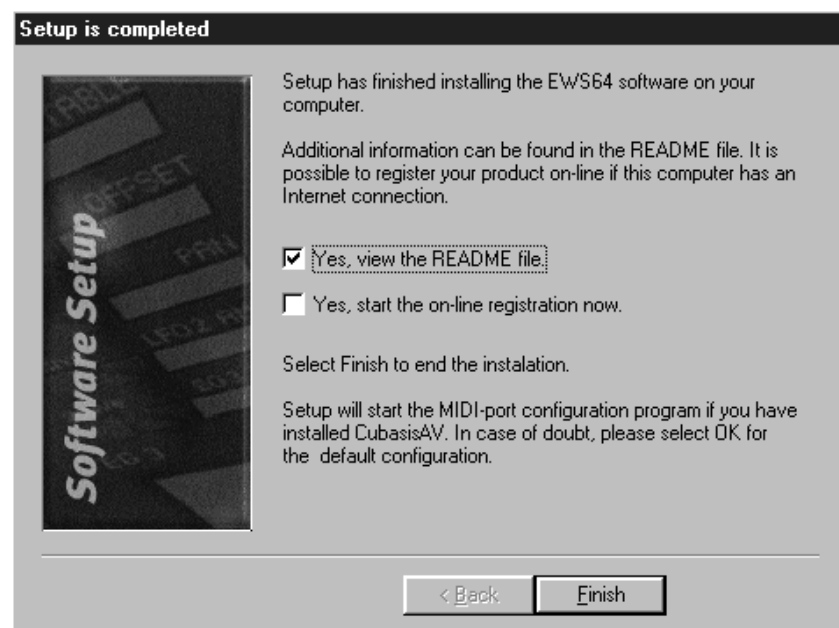 Setup is completed
Setup has finished installing the EWS64 software on your
computer.
Additional information can be found in the README file. It is
possible to register your product on-line if this computer has an
Internet connection.
Yes, view the README file.
Yes, start the on-line registration now.
Select Finish to end the instalation.
Setup will start the MIDI-port configuration program if you have
installed CubasisAV. In case of doubt, please select OK for
the  default configuration.
Software Setup
OFFSET
PAN
LFO2
EG 3
< Back
Finish